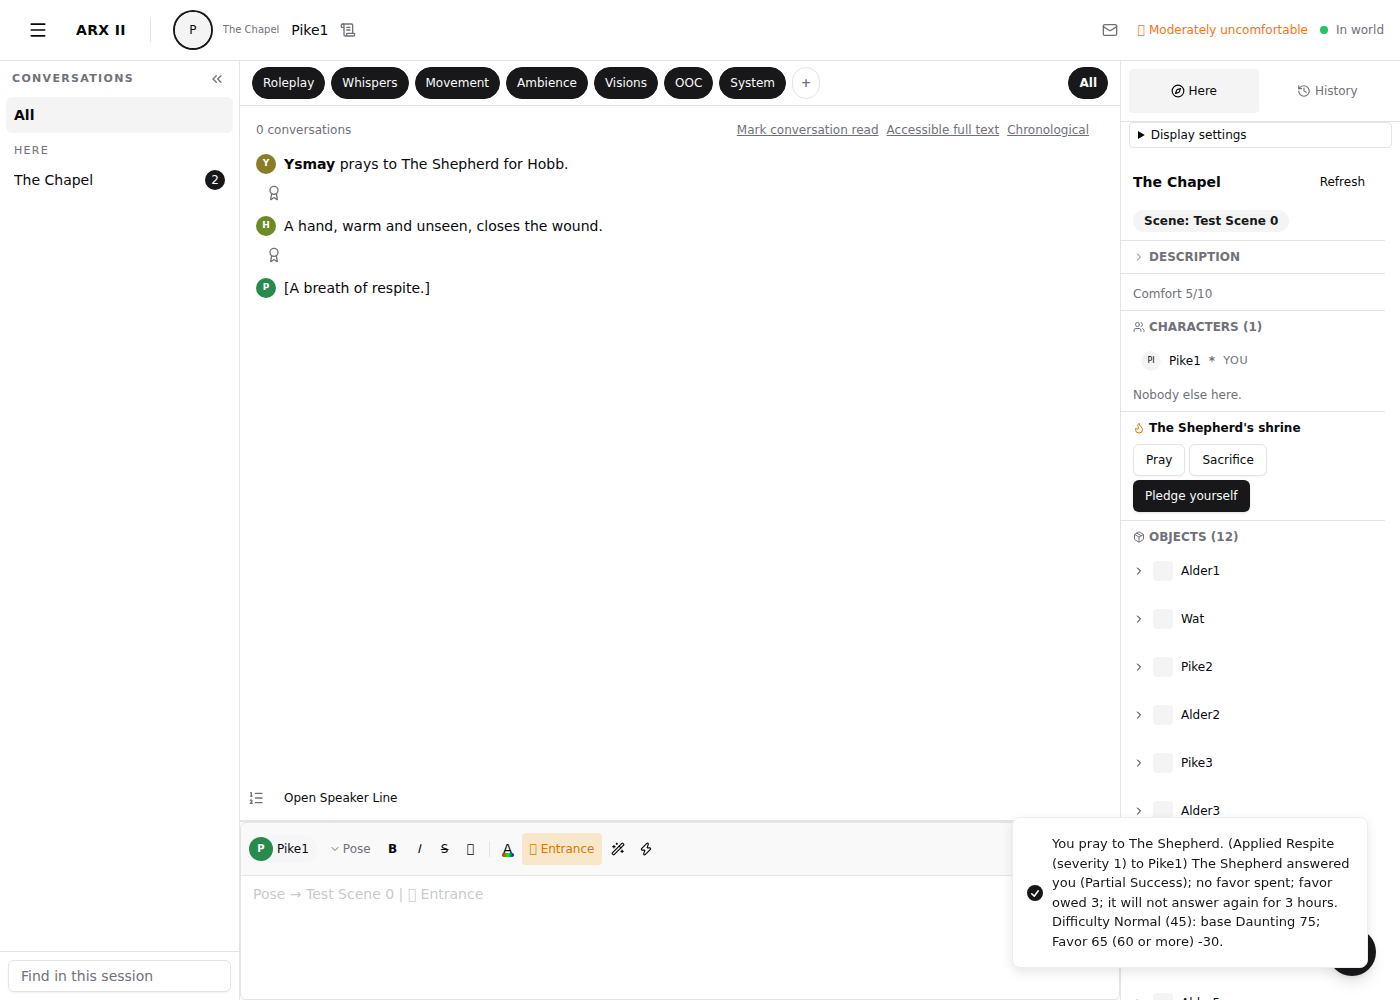 ARX II
P
The Chapel
Pike1
Moderately uncomfortable
In world
CONVERSATIONS
All
HERE
The Chapel
2
Find in this session
Roleplay
Whispers
Movement
Ambience
Visions
OOC
System
+
All
0 conversations
Mark conversation read
Accessible full text
Chronological
Y
Ysmay prays to The Shepherd for Hobb.
H
A hand, warm and unseen, closes the wound.
P
[A breath of respite.]
Open Speaker Line
P
Pike1
Pose
B
I
S
A
Entrance
Pose → Test Scene 0 | Entrance
Here
History
Display settings
The Chapel
Refresh
Scene: Test Scene 0
DESCRIPTION
Comfort 5/10
CHARACTERS (1)
PI
Pike1 * YOU
Nobody else here.
The Shepherd's shrine
Pray
Sacrifice
Pledge yourself
OBJECTS (12)
Alder1
Wat
Pike2
Alder2
Pike3
Alder3
You pray to The Shepherd. (Applied Respite
(severity 1) to Pike1) The Shepherd answered
you (Partial Success); no favor spent; favor
owed 3; it will not answer again for 3 hours.
Difficulty Normal (45): base Daunting 75;
Favor 65 (60 or more) -30.